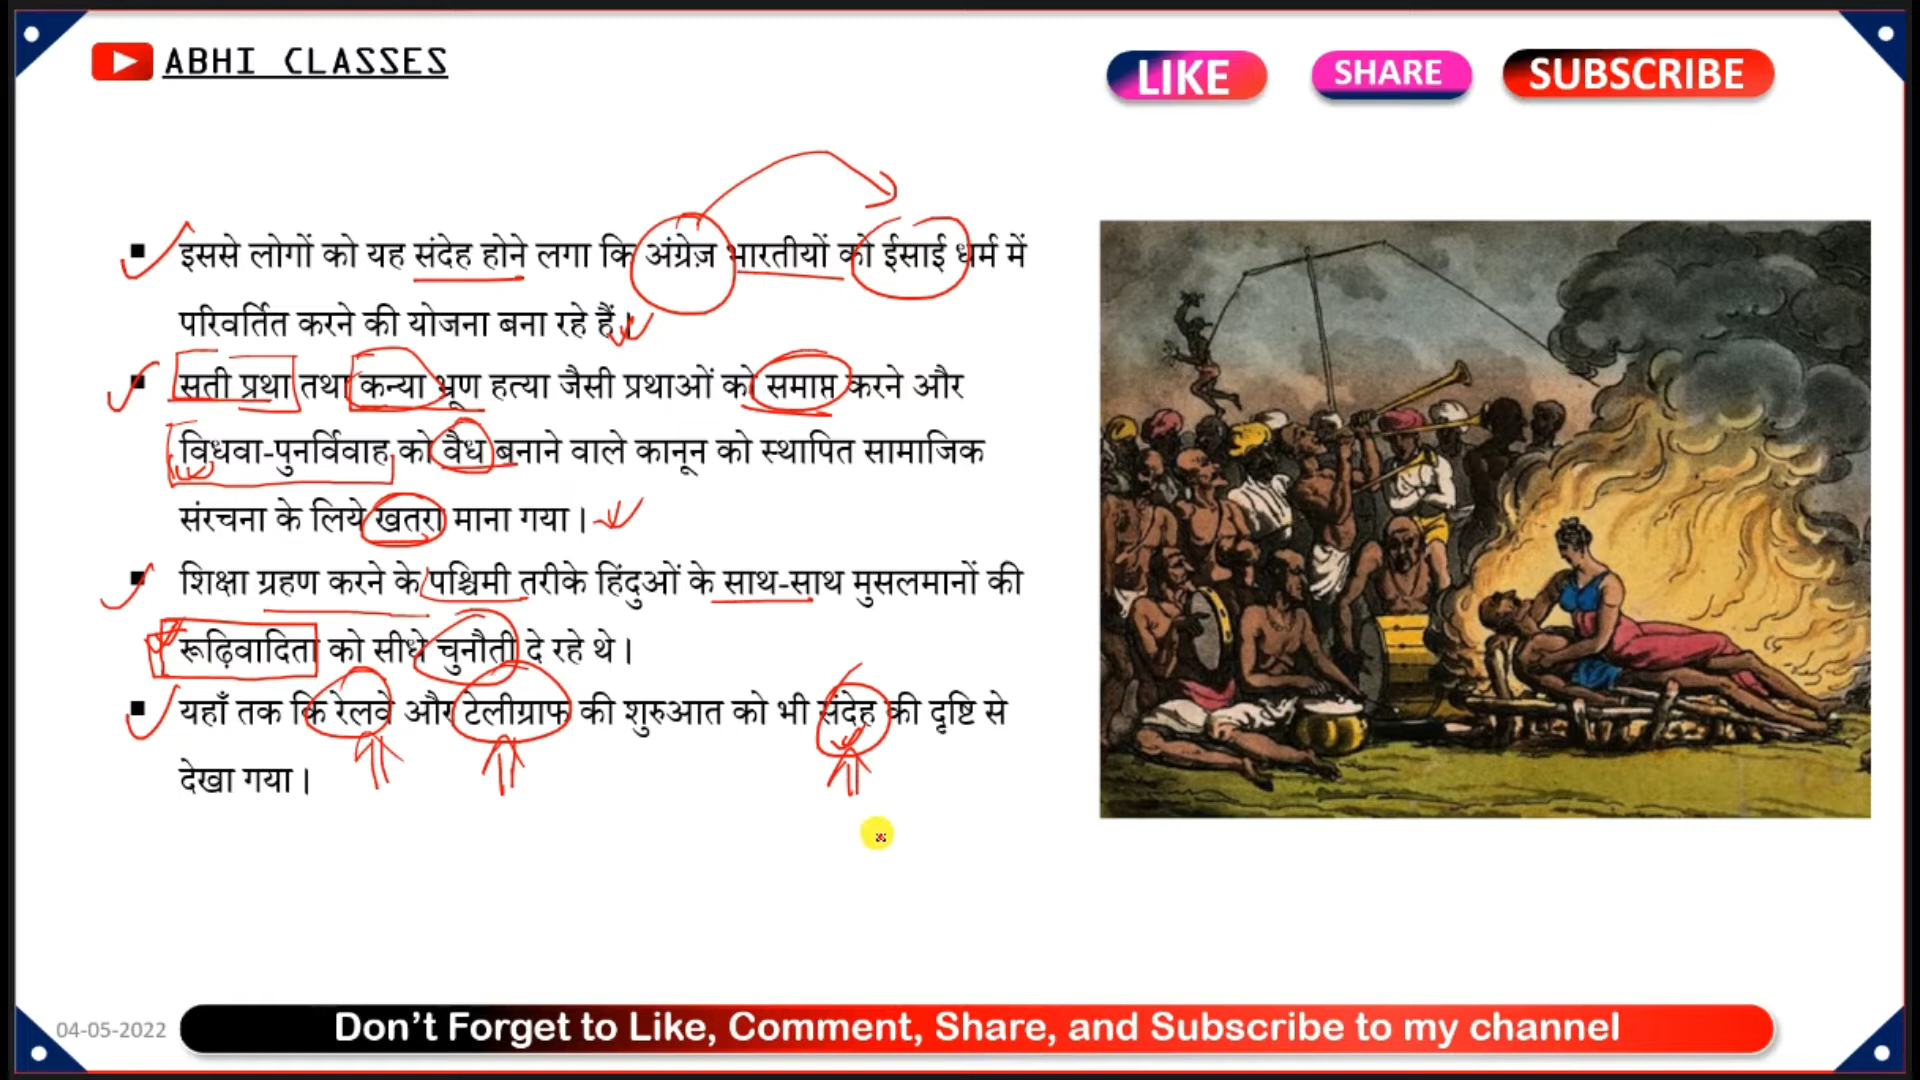 ABHI CLASSES
LIKE
SHARE
SUBSCRIBE
▪ इससे लोगों को यह संदेह होने लगा कि अंग्रेज़ भारतीयों को ईसाई धर्म में
परिवर्तित करने की योजना बना रहे हैं।
▪ सती प्रथा तथा कन्या भ्रूण हत्या जैसी प्रथाओं को समाप्त करने और
विधवा-पुनर्विवाह को वैध बनाने वाले कानून को स्थापित सामाजिक
संरचना के लिये खतरा माना गया।
▪ शिक्षा ग्रहण करने के पश्चिमी तरीके हिंदुओं के साथ-साथ मुसलमानों की
रूढ़िवादिता को सीधे चुनौती दे रहे थे।
▪ यहाँ तक कि रेलवे और टेलीग्राफ की शुरुआत को भी संदेह की दृष्टि से
देखा गया।
04-05-2022
Don’t Forget to Like, Comment, Share, and Subscribe to my channel